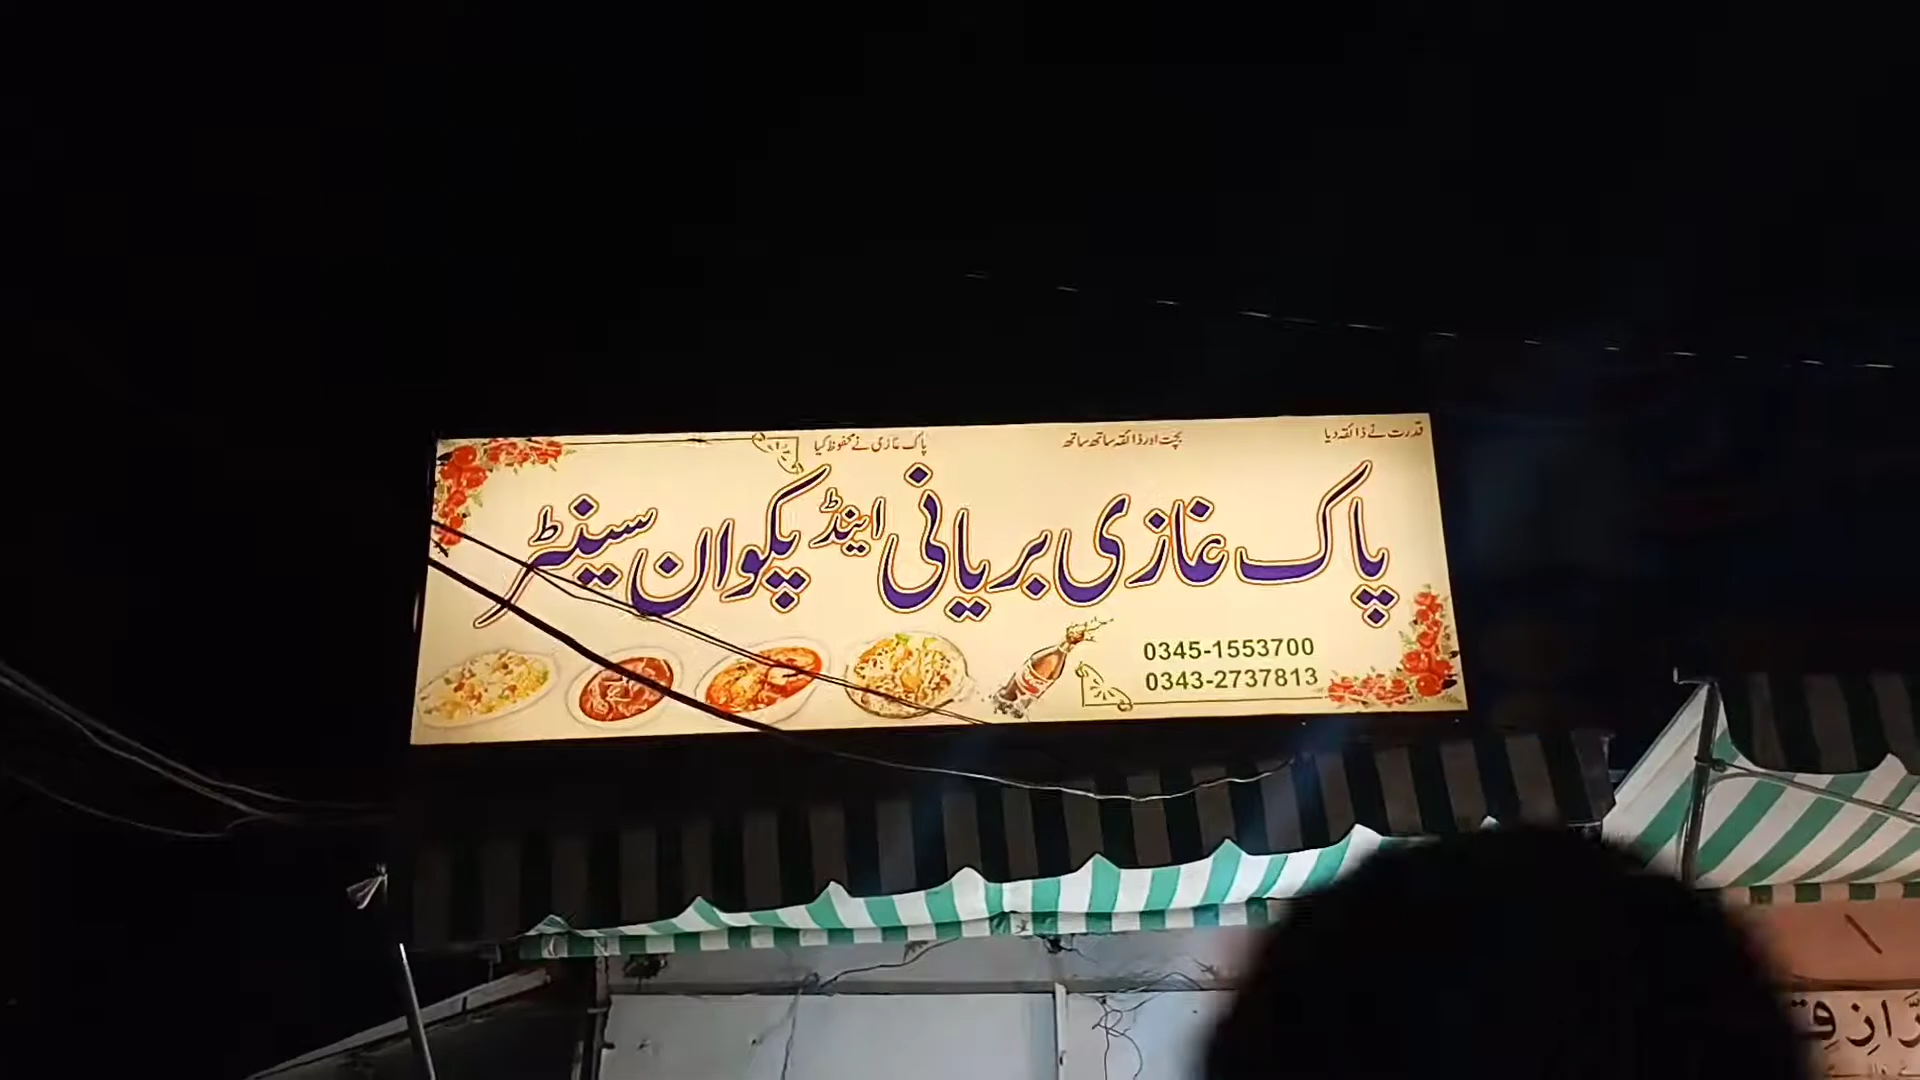 قدرت نے ذائقہ دیا
بچت اور ذائقہ ساتھ ساتھ
پاک غازی نے محفوظ کیا
پاک غازی بریانی اینڈ پکوان سینٹر
0345-1553700
0343-2737813